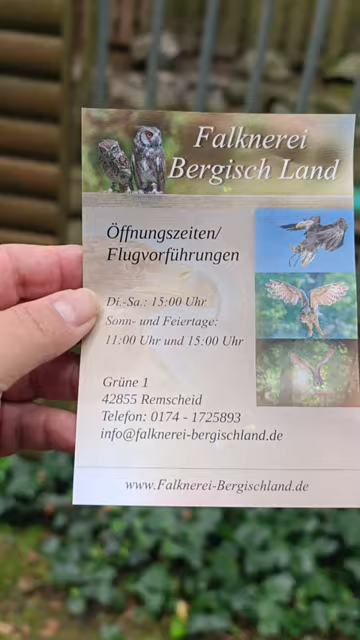 Falknerei
Bergisch Land
Öffnungszeiten/
Flugvorführungen
Di.-Sa.: 15:00 Uhr
Sonn- und Feiertage:
11:00 Uhr und 15:00 Uhr
Grüne 1
42855 Remscheid
Telefon: 0174 - 1725893
info@falknerei-bergischland.de
www.Falknerei-Bergischland.de